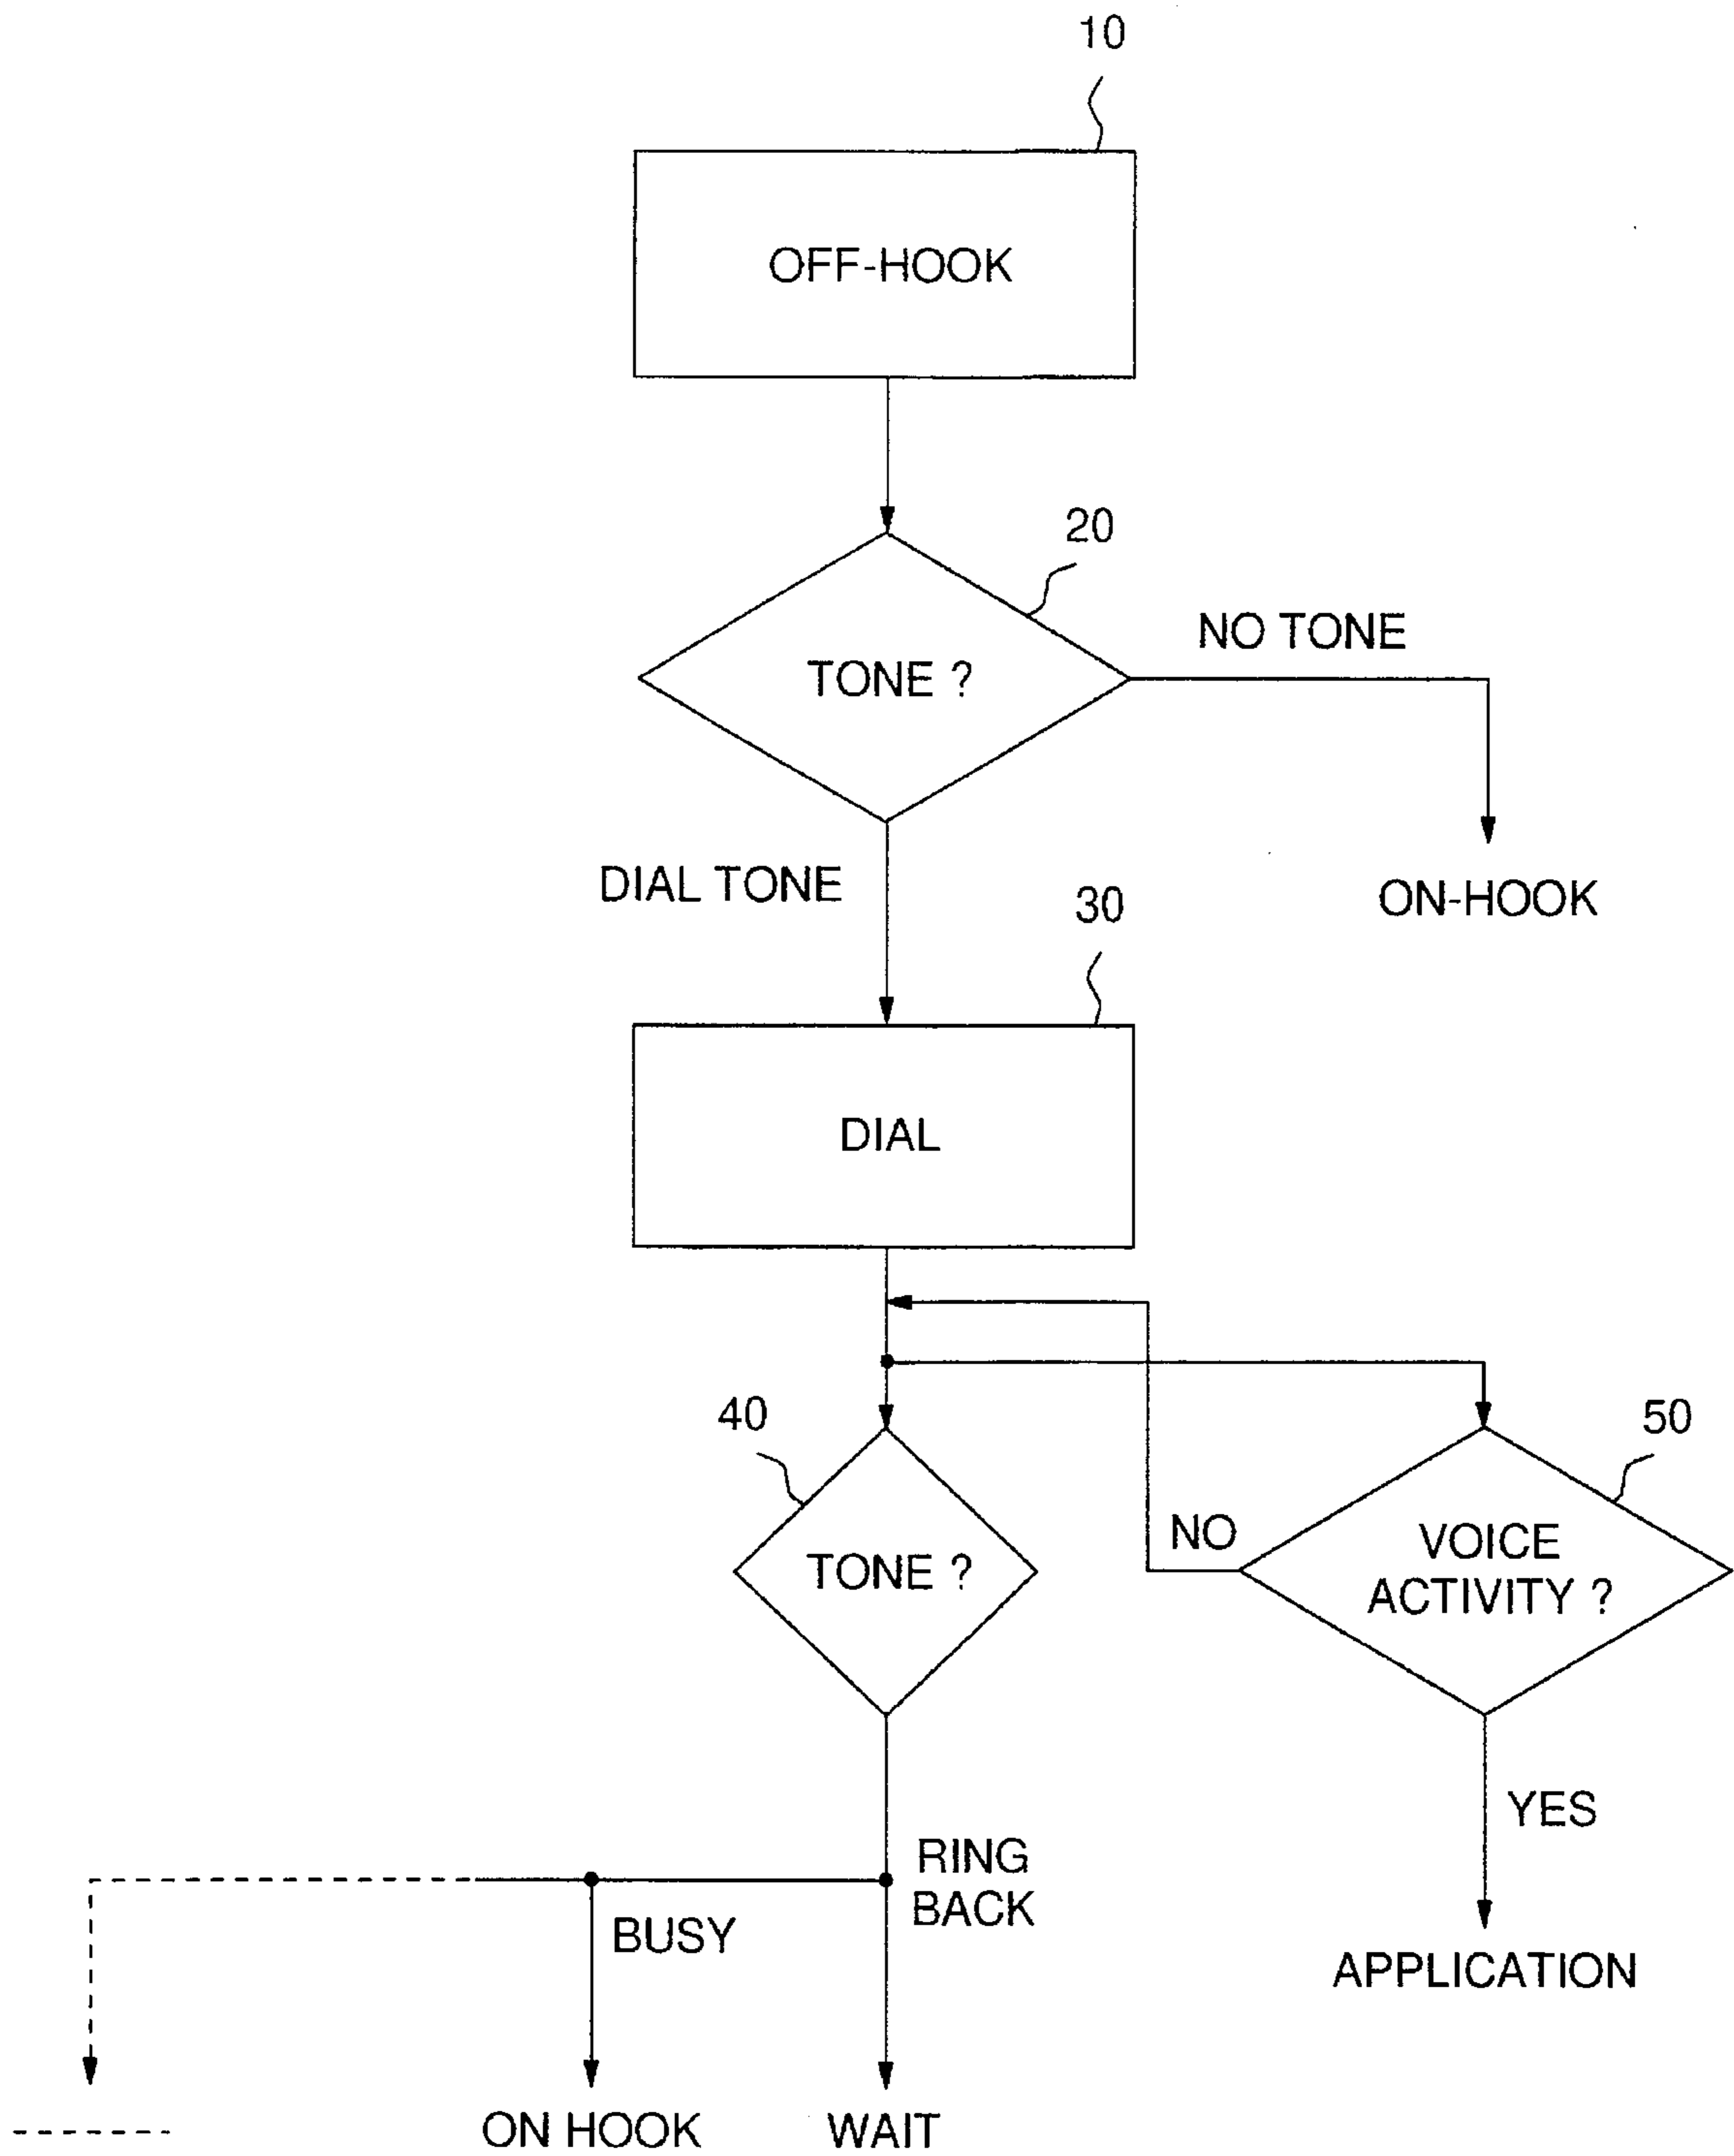 10
OFF-HOOK
20
NO TONE
TONE ?
DIAL TONE
ON-HOOK
30
DIAL
40
50
NO
VOICE
ACTIVITY ?
TONE ?
YES
RING
BACK
BUSY
APPLICATION
ON HOOK
WAIT